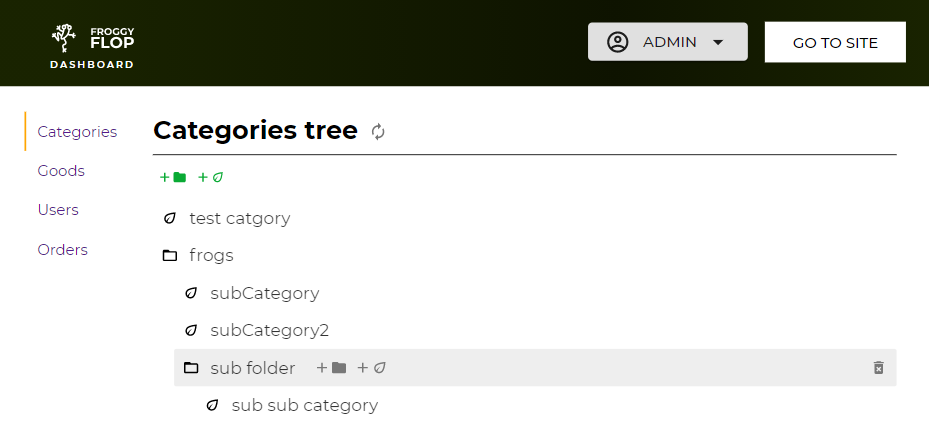 FROGGY
FLOP
DASHBOARD
ADMIN
GO TO SITE
Categories
Goods
Users
Orders
Categories tree
test catgory
frogs
subCategory
subCategory2
sub folder
sub sub category